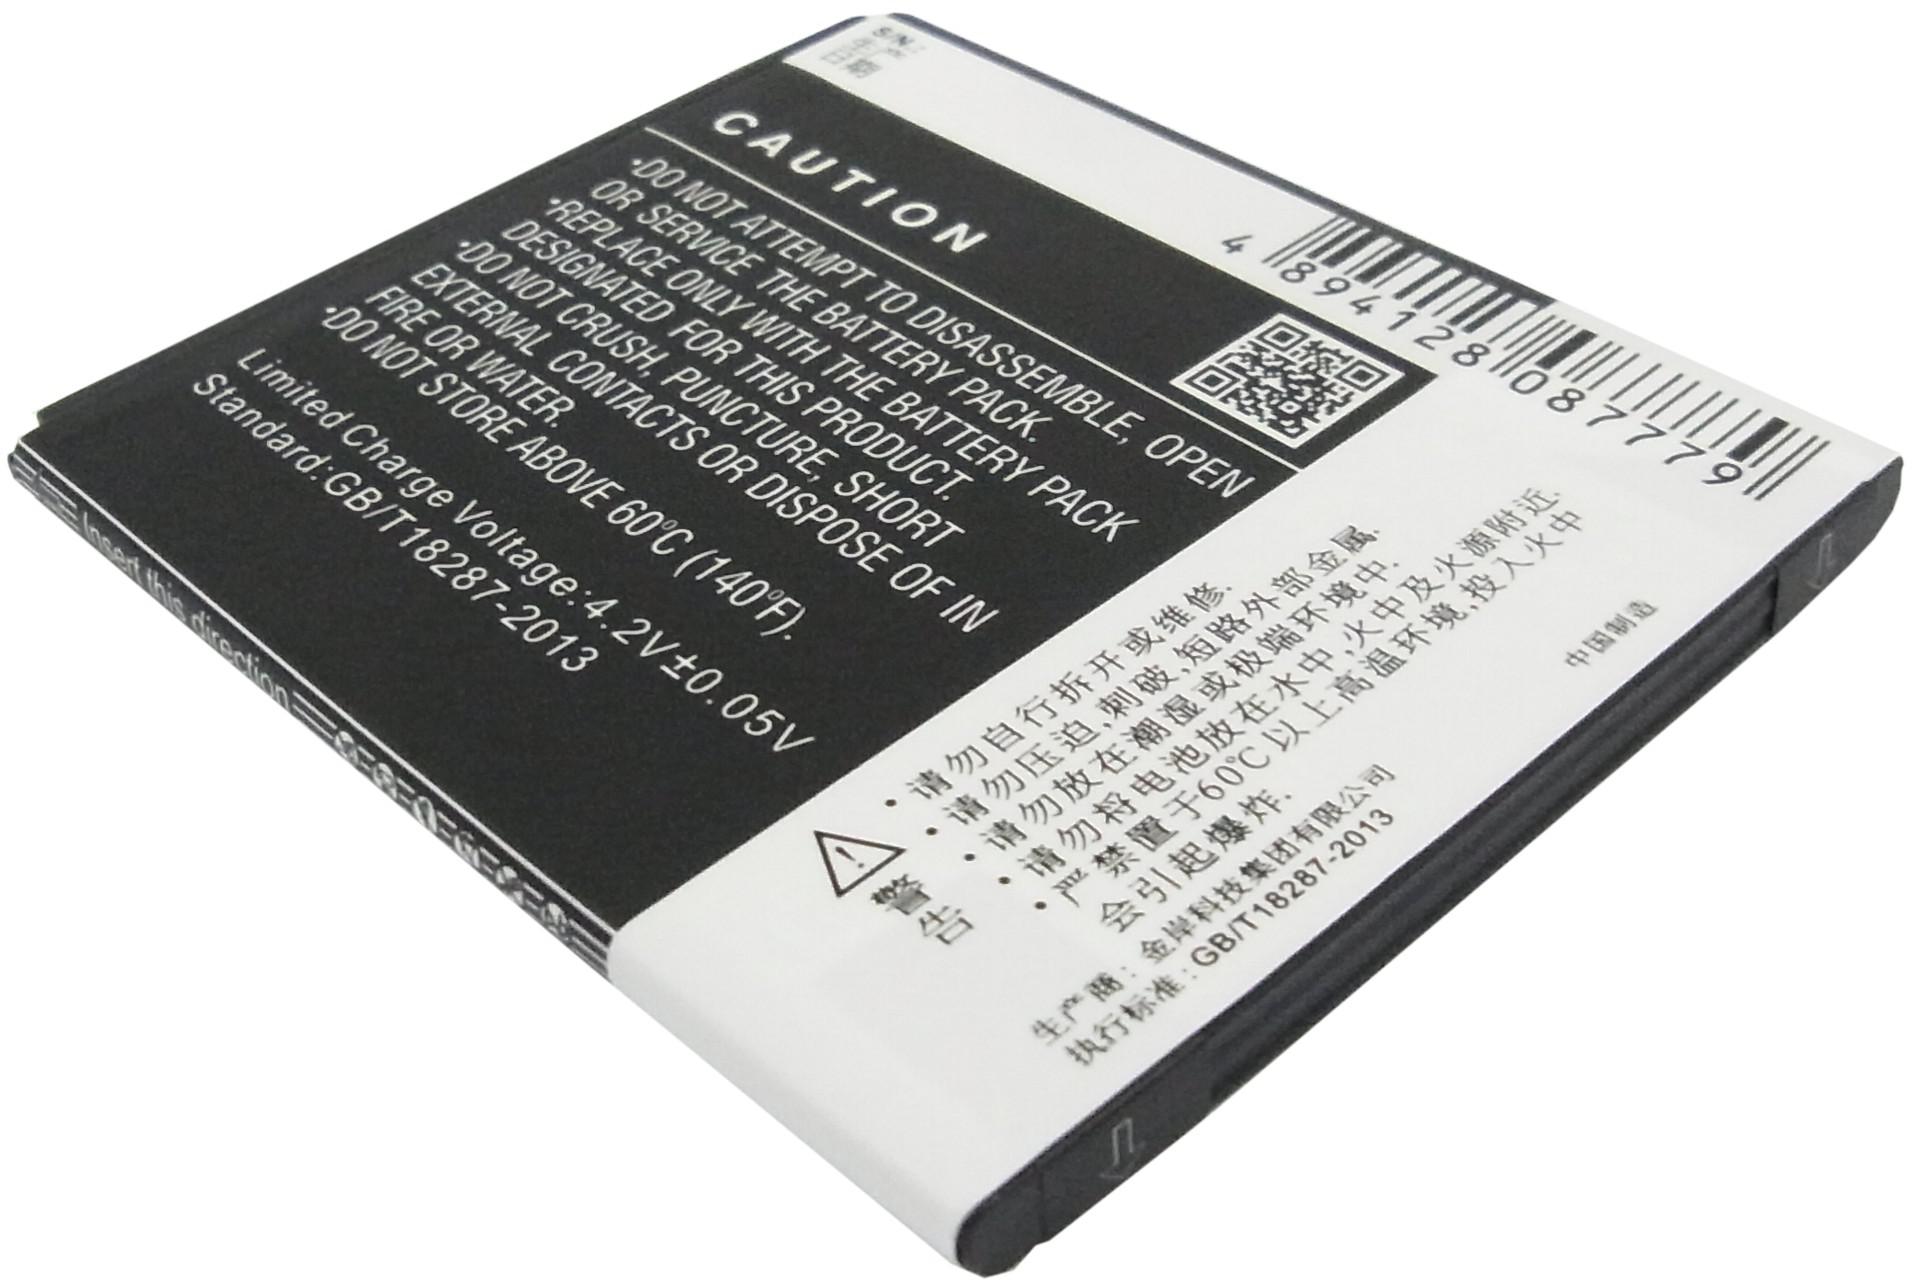 S/N:
生产
日期
CAUTION
•DO NOT ATTEMPT TO DISASSEMBLE, OPEN
OR SERVICE THE BATTERY PACK.
•REPLACE ONLY WITH THE BATTERY PACK
DESIGNATED FOR THIS PRODUCT.
•DO NOT CRUSH, PUNCTURE, SHORT
EXTERNAL CONTACTS OR DISPOSE OF IN
FIRE OR WATER.
•DO NOT STORE ABOVE 60°C (140°F).
Limited Charge Voltage:4.2V±0.05V
Standard:GB/T18287-2013
Insert this direction
4 894128 087779
警告
• 请勿自行拆开或维修.
• 请勿压迫,刺破,短路外部金属.
• 请勿放在潮湿或极端环境中.
• 请勿将电池放在水中,火中及火源附近.
• 严禁置于60℃以上高温环境,投入火中
会引起爆炸.
生产商: 金岸科技集团有限公司
执行标准: GB/T18287-2013
中国制造